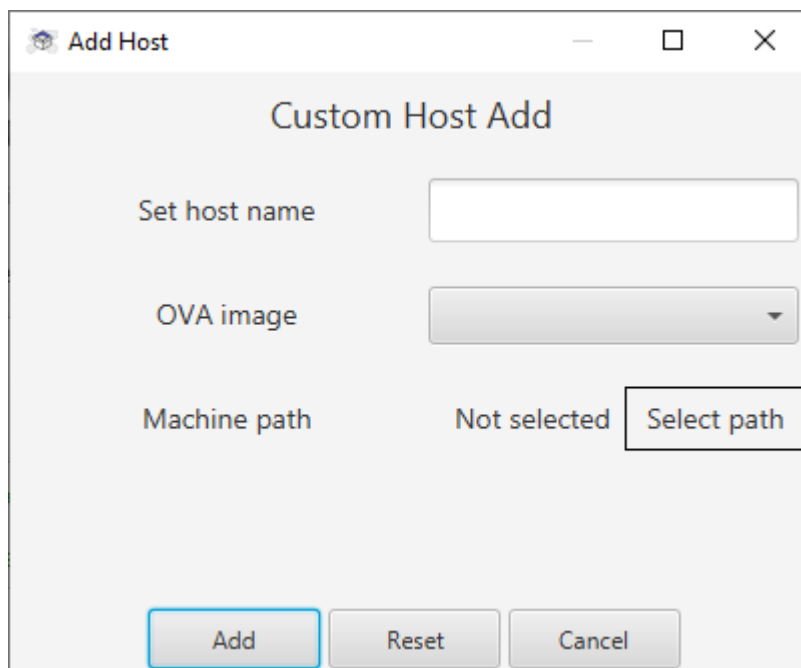 Add Host
Custom Host Add
Set host name
OVA image
Machine path Not selected Select path
Add Reset Cancel